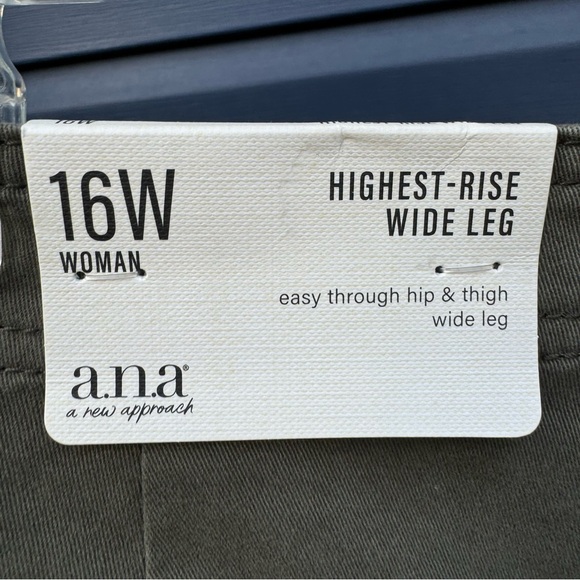 16W
HIGHEST-RISE
WIDE LEG
WOMAN
easy through hip & thigh
wide leg
a.n.a®
a new approach